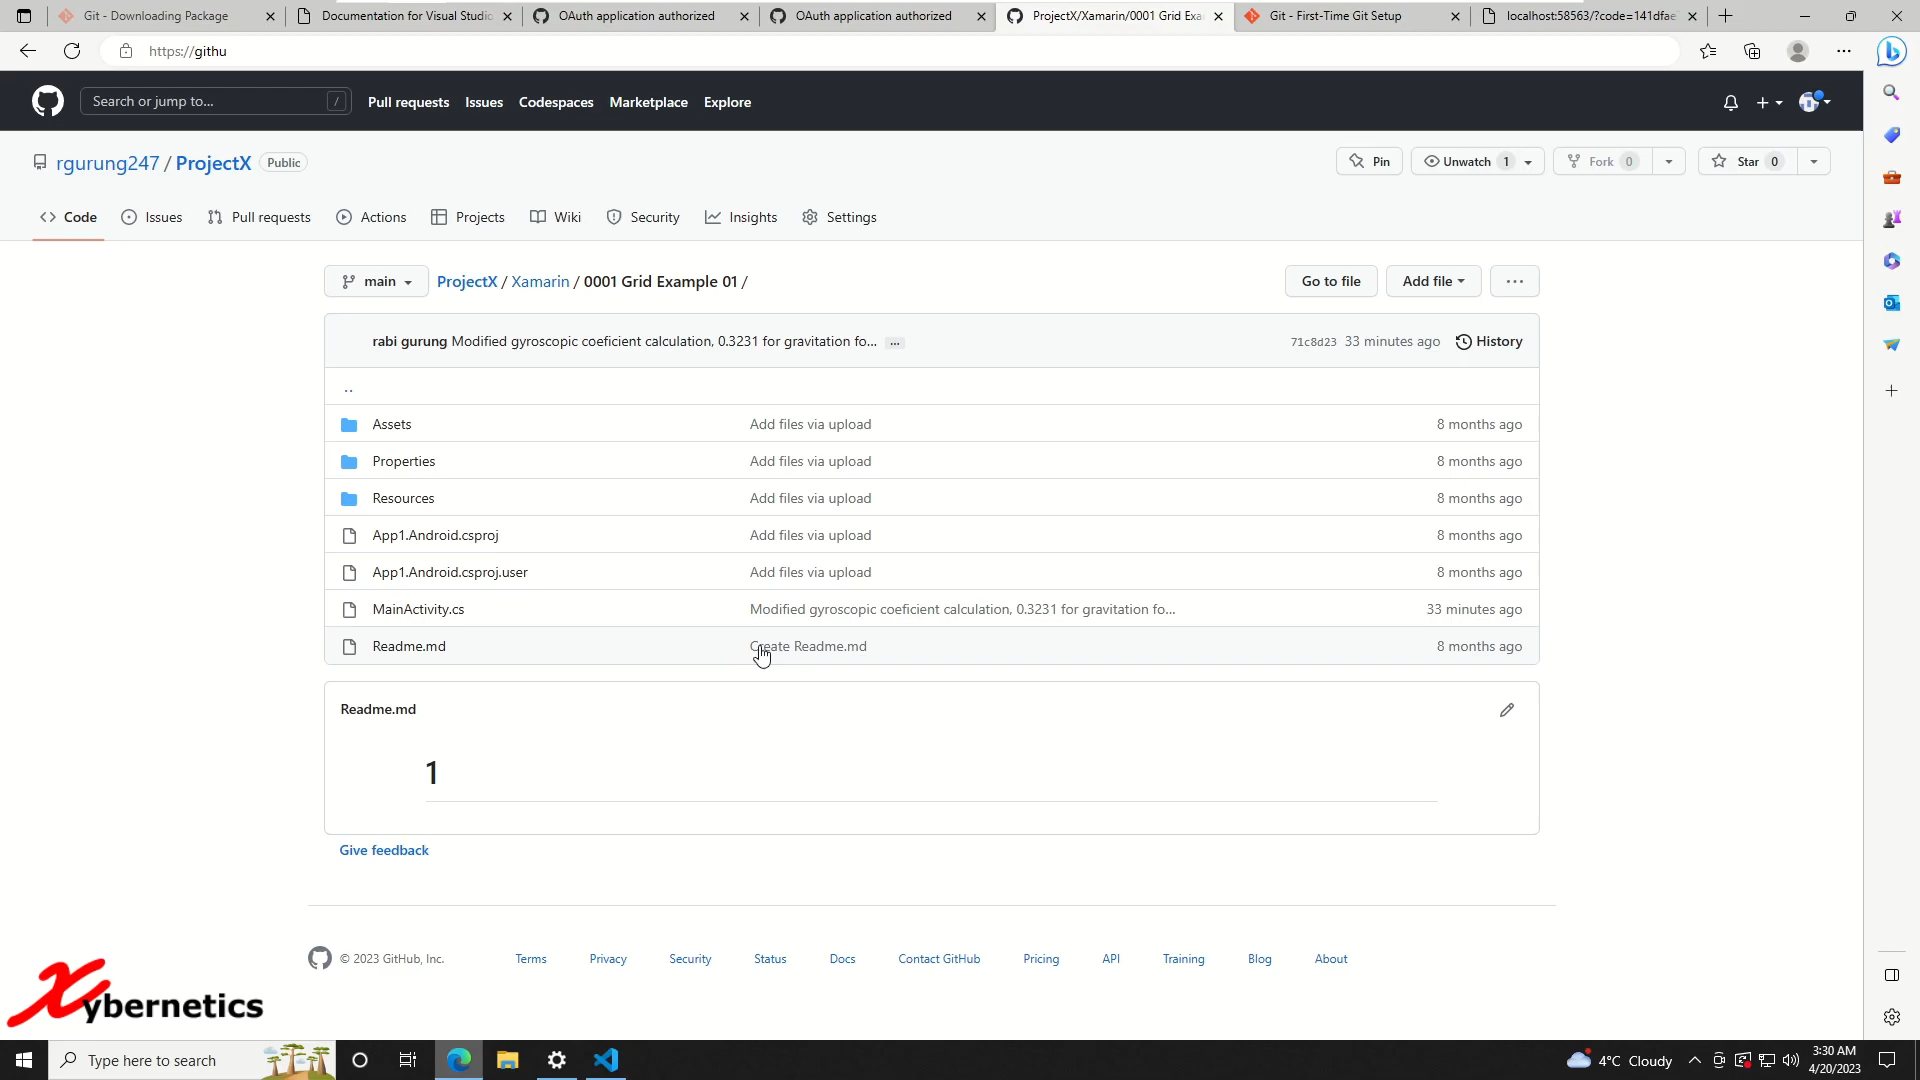 Git - Downloading Package
Documentation for Visual Studio
OAuth application authorized
OAuth application authorized
ProjectX/Xamarin/0001 Grid Exa
Git - First-Time Git Setup
localhost:58563/?code=141dfae
https://githu
Search or jump to... /
Pull requests Issues Codespaces Marketplace Explore
rgurung247 / ProjectX Public
Pin Unwatch 1 Fork 0 Star 0
Code Issues Pull requests Actions Projects Wiki Security Insights Settings
main ProjectX / Xamarin / 0001 Grid Example 01 / Go to file Add file ...
rabi gurung Modified gyroscopic coeficient calculation, 0.3231 for gravitation fo... ... 71c8d23 33 minutes ago History
..
Assets Add files via upload 8 months ago
Properties Add files via upload 8 months ago
Resources Add files via upload 8 months ago
App1.Android.csproj Add files via upload 8 months ago
App1.Android.csproj.user Add files via upload 8 months ago
MainActivity.cs Modified gyroscopic coeficient calculation, 0.3231 for gravitation fo... 33 minutes ago
Readme.md Create Readme.md 8 months ago
Readme.md
1
Give feedback
© 2023 GitHub, Inc. Terms Privacy Security Status Docs Contact GitHub Pricing API Training Blog About
Xybernetics
Type here to search 4°C Cloudy 3:30 AM
4/20/2023